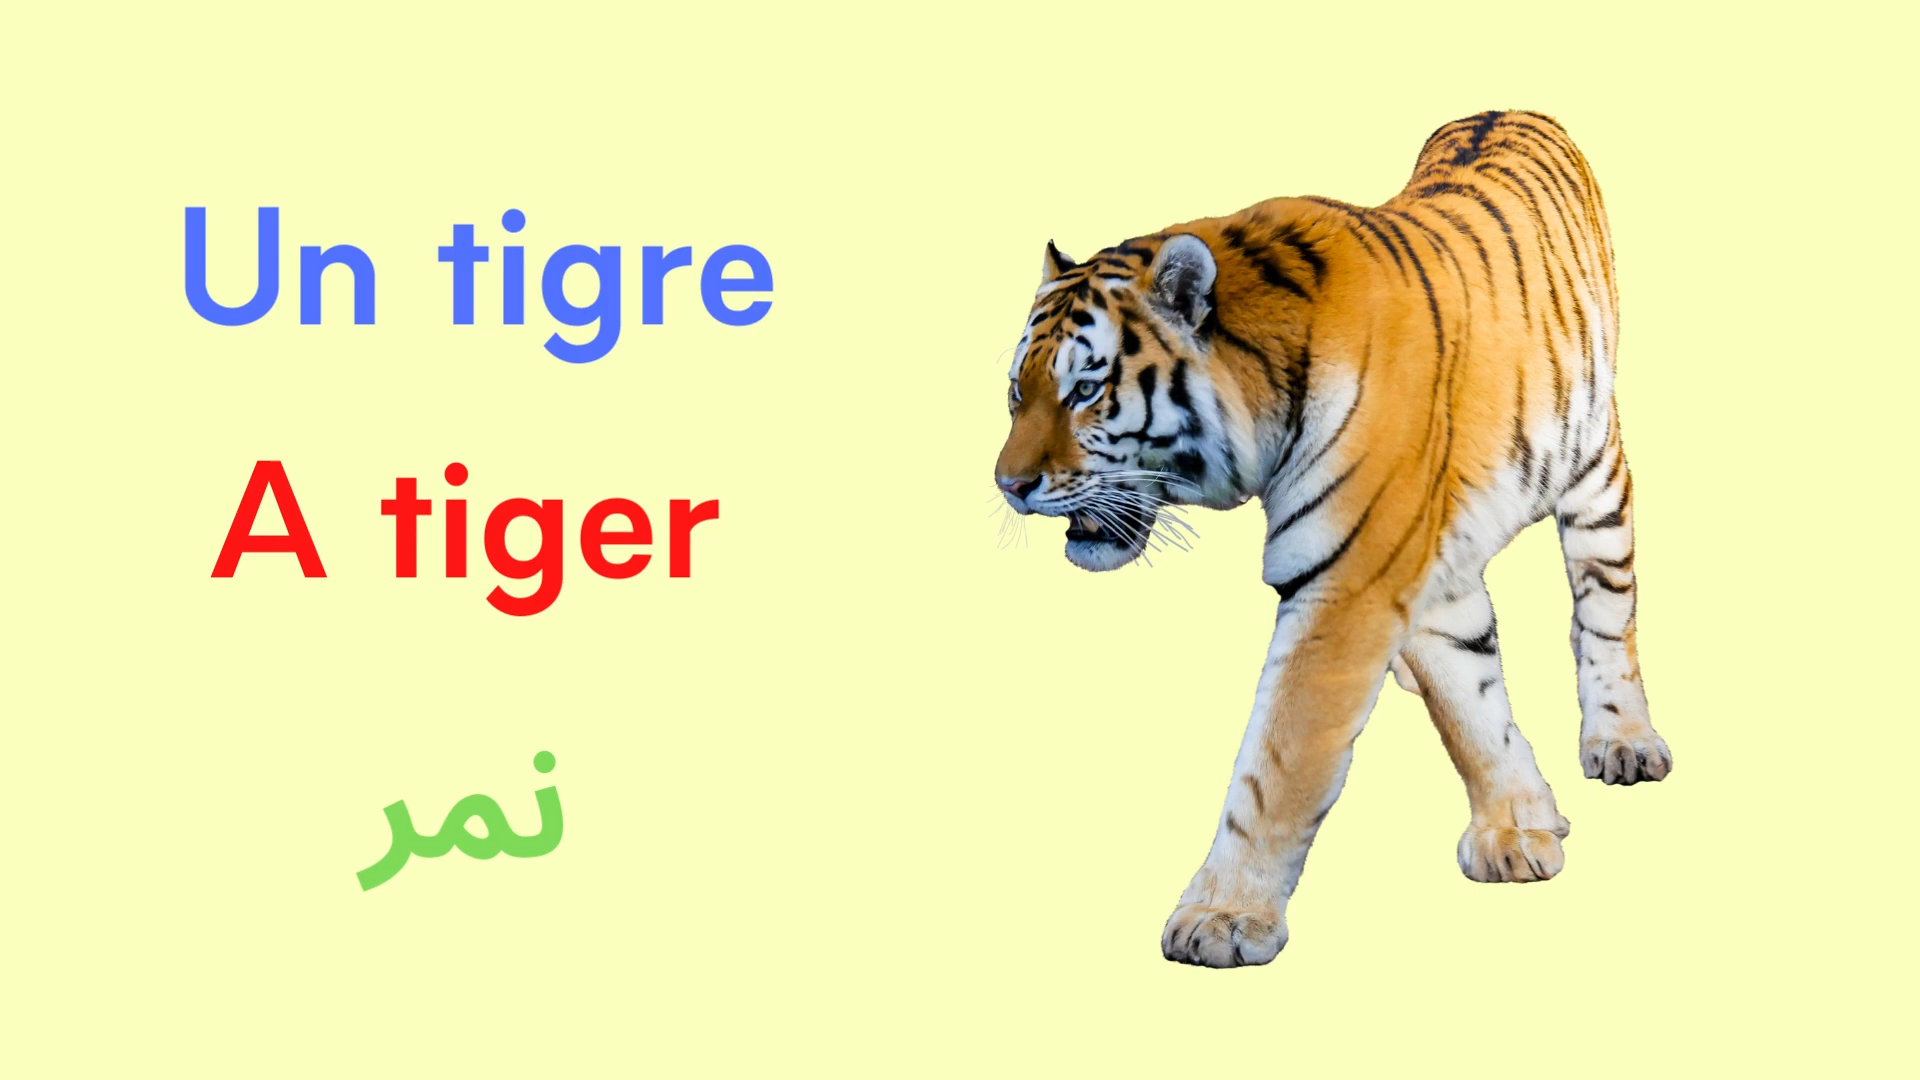 Un tigre
A tiger
نمر